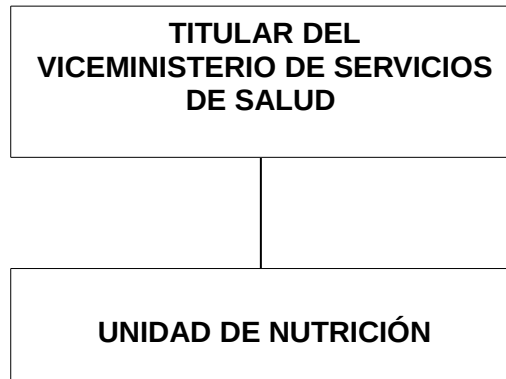 TITULAR DEL
VICEMINISTERIO DE SERVICIOS
DE SALUD
UNIDAD DE NUTRICIÓN